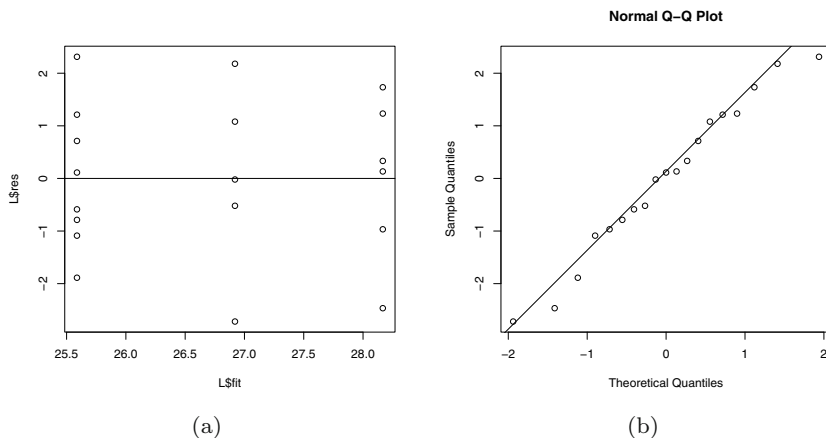 L$res
2
1
0
-1
-2
25.5 26.0 26.5 27.0 27.5 28.0
L$fit
(a)
Normal Q-Q Plot
Sample Quantiles
2
1
0
-1
-2
-2 -1 0 1 2
Theoretical Quantiles
(b)